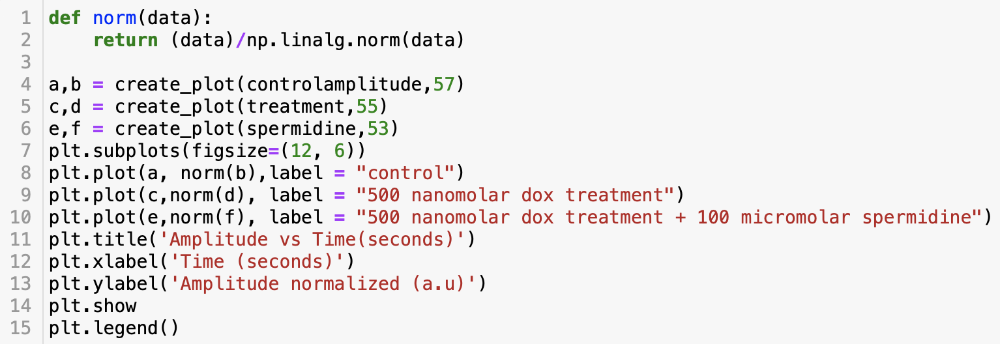 1 def norm(data):
2     return (data)/np.linalg.norm(data)
3
4 a,b = create_plot(controlamplitude,57)
5 c,d = create_plot(treatment,55)
6 e,f = create_plot(spermidine,53)
7 plt.subplots(figsize=(12, 6))
8 plt.plot(a, norm(b),label = "control")
9 plt.plot(c,norm(d), label = "500 nanomolar dox treatment")
10 plt.plot(e,norm(f), label = "500 nanomolar dox treatment + 100 micromolar spermidine")
11 plt.title('Amplitude vs Time(seconds)')
12 plt.xlabel('Time (seconds)')
13 plt.ylabel('Amplitude normalized (a.u)')
14 plt.show
15 plt.legend()